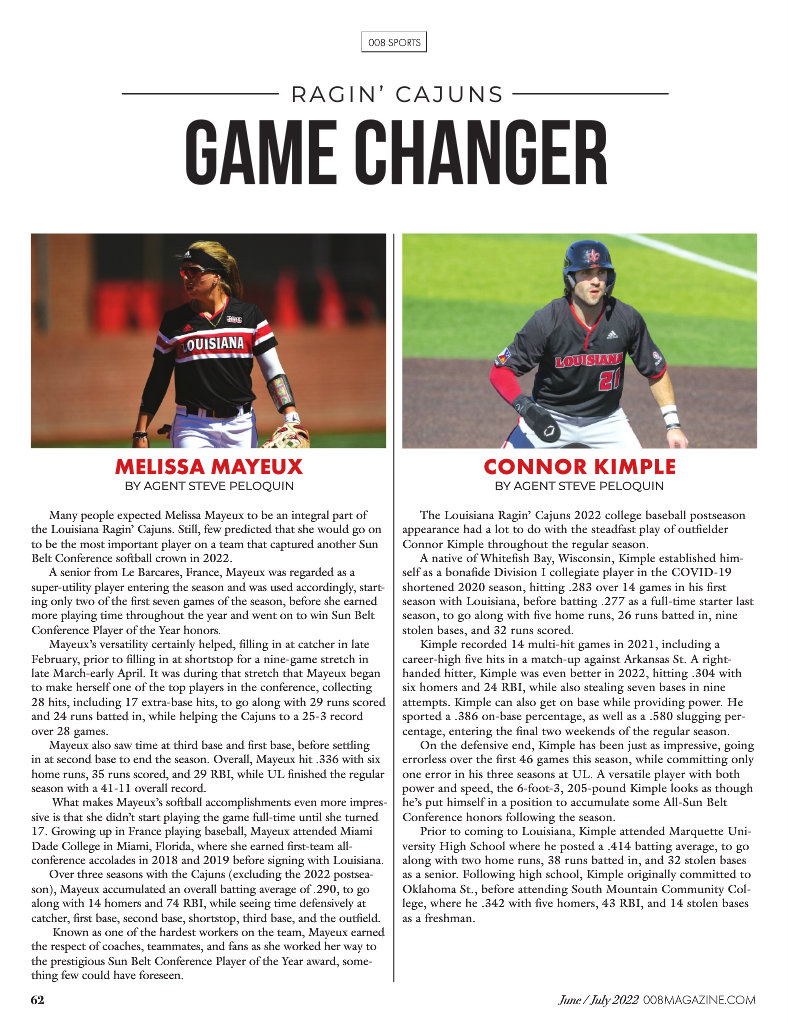 008 SPORTS
RAGIN' CAJUNS
GAME CHANGER
LOUISIANA
MELISSA MAYEUX
BY AGENT STEVE PELOQUIN
Many people expected Melissa Mayeux to be an integral part of
the Louisiana Ragin' Cajuns. Still, few predicted that she would go on
to be the most important player on a team that captured another Sun
Belt Conference softball crown in 2022.
A senior from Le Barcares, France, Mayeux was regarded as a
super-utility player entering the season and was used accordingly, start-
ing only two of the first seven games of the season, before she earned
more playing time throughout the year and went on to win Sun Belt
Conference Player of the Year honors.
Mayeux's versatility certainly helped, filling in at catcher in late
February, prior to filling in at shortstop for a nine-game stretch in
late March-early April. It was during that stretch that Mayeux began
to make herself one of the top players in the conference, collecting
28 hits, including 17 extra-base hits, to go along with 29 runs scored
and 24 runs batted in, while helping the Cajuns to a 25-3 record
over 28 games.
Mayeux also saw time at third base and first base, before settling
in at second base to end the season. Overall, Mayeux hit .336 with six
home runs, 35 runs scored, and 29 RBI, while UL finished the regular
season with a 41-11 overall record.
What makes Mayeux's softball accomplishments even more impres-
sive is that she didn't start playing the game full-time until she turned
17. Growing up in France playing baseball, Mayeux attended Miami
Dade College in Miami, Florida, where she earned first-team all-
conference accolades in 2018 and 2019 before signing with Louisiana.
Over three seasons with the Cajuns (excluding the 2022 postsea-
son), Mayeux accumulated an overall batting average of .290, to go
along with 14 homers and 74 RBI, while seeing time defensively at
catcher, first base, second base, shortstop, third base, and the outfield.
Known as one of the hardest workers on the team, Mayeux earned
the respect of coaches, teammates, and fans as she worked her way to
the prestigious Sun Belt Conference Player of the Year award, some-
thing few could have foreseen.
LOUISIANA
21
CONNOR KIMPLE
BY AGENT STEVE PELOQUIN
The Louisiana Ragin' Cajuns 2022 college baseball postseason
appearance had a lot to do with the steadfast play of outfielder
Connor Kimple throughout the regular season.
A native of Whitefish Bay, Wisconsin, Kimple established him-
self as a bonafide Division I collegiate player in the COVID-19
shortened 2020 season, hitting .283 over 14 games in his first
season with Louisiana, before batting .277 as a full-time starter last
season, to go along with five home runs, 26 runs batted in, nine
stolen bases, and 32 runs scored.
Kimple recorded 14 multi-hit games in 2021, including a
career-high five hits in a match-up against Arkansas St. A right-
handed hitter, Kimple was even better in 2022, hitting .304 with
six homers and 24 RBI, while also stealing seven bases in nine
attempts. Kimple can also get on base while providing power. He
sported a .386 on-base percentage, as well as a .580 slugging per-
centage, entering the final two weekends of the regular season.
On the defensive end, Kimple has been just as impressive, going
errorless over the first 46 games this season, while committing only
one error in his three seasons at UL. A versatile player with both
power and speed, the 6-foot-3, 205-pound Kimple looks as though
he's put himself in a position to accumulate some All-Sun Belt
Conference honors following the season.
Prior to coming to Louisiana, Kimple attended Marquette Uni-
versity High School where he posted a .414 batting average, to go
along with two home runs, 38 runs batted in, and 32 stolen bases
as a senior. Following high school, Kimple originally committed to
Oklahoma St., before attending South Mountain Community Col-
lege, where he .342 with five homers, 43 RBI, and 14 stolen bases
as a freshman.
62
June / July 2022 008MAGAZINE.COM